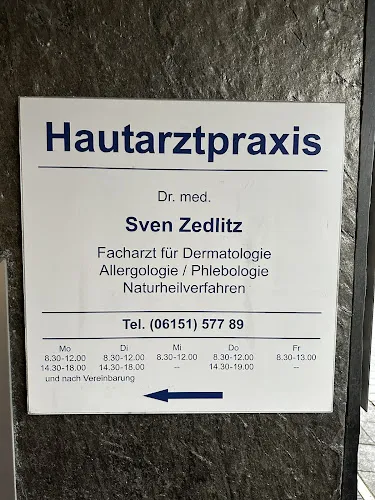 Hautarztpraxis
Dr. med.
Sven Zedlitz
Facharzt für Dermatologie
Allergologie / Phlebologie
Naturheilverfahren
Tel. (06151) 577 89
Mo Di Mi Do Fr
8.30-12.00 8.30-12.00 8.30-12.00 8.30-12.00 8.30-13.00
14.30-18.00 14.30-18.00 -- 14.30-19.00 --
und nach Vereinbarung